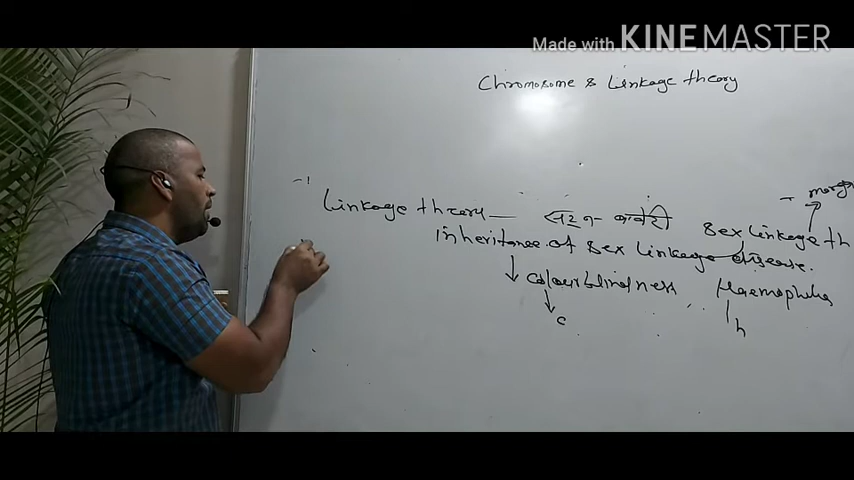 Made with KINEMASTER
Chromosome & Linkage theory
Linkage theory —
Sex Linkage th
inheritance of Sex Linkage disease.
colourblindness Haemophilia
c
h